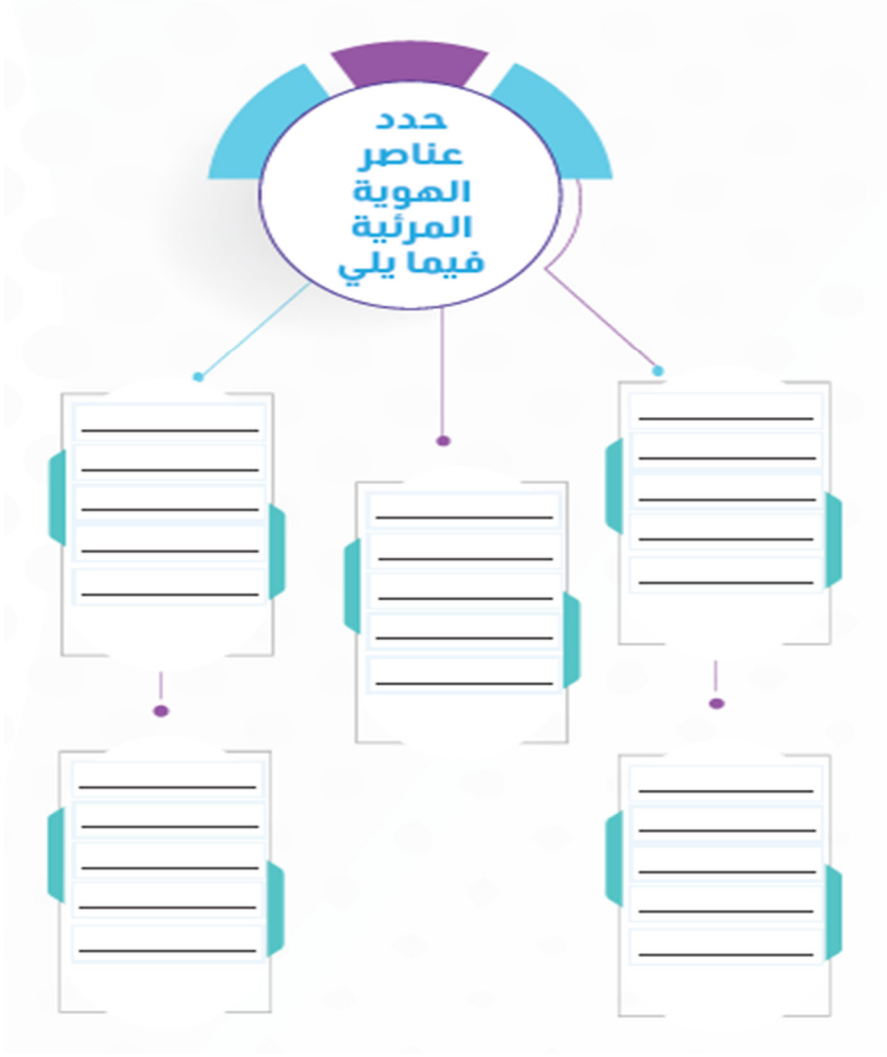 حدد
عناصر
الهوية
المرئية
فيما يلي